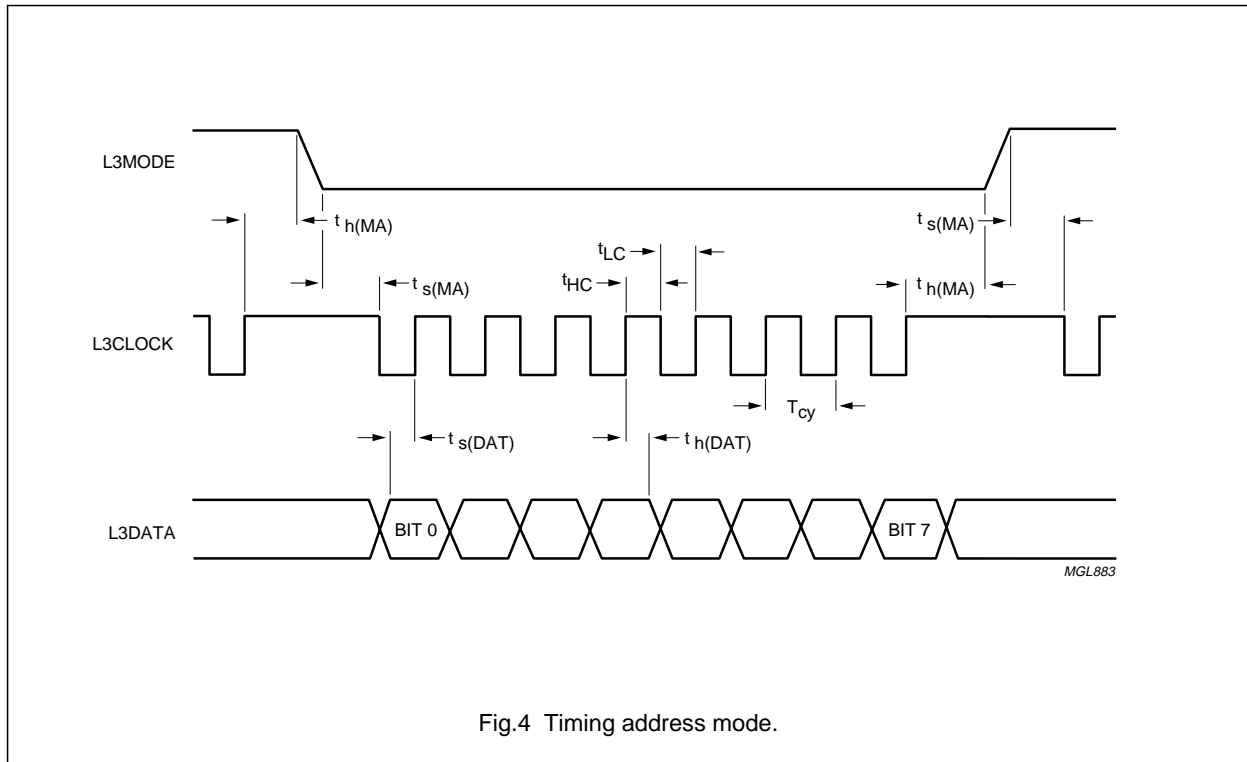 L3MODE
t h(MA)
t s(MA)
t LC
t HC
t s(MA)
t h(MA)
L3CLOCK
T cy
t s(DAT)
t h(DAT)
L3DATA
BIT 0
BIT 7
MGL883
Fig.4 Timing address mode.